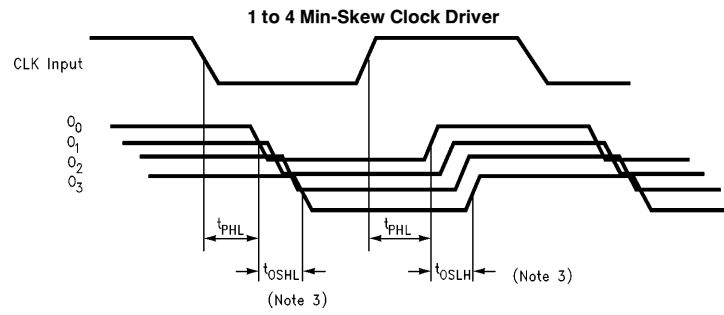 1 to 4 Min-Skew Clock Driver
CLK Input
O0
O1
O2
O3
tPHL
tPHL
tOSHL
tOSLH
(Note 3)
(Note 3)